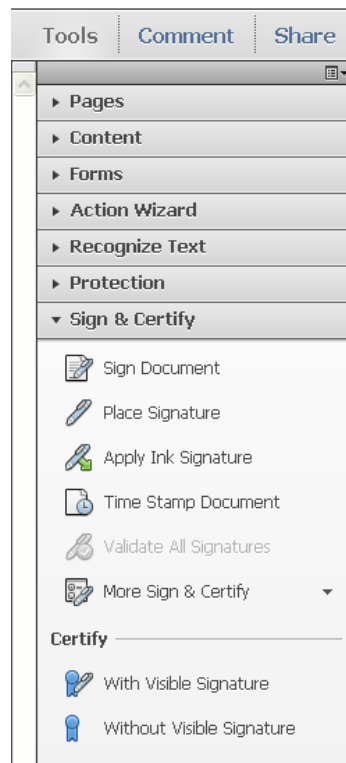 Tools Comment Share
Pages
Content
Forms
Action Wizard
Recognize Text
Protection
Sign & Certify
Sign Document
Place Signature
Apply Ink Signature
Time Stamp Document
Validate All Signatures
More Sign & Certify
Certify
With Visible Signature
Without Visible Signature